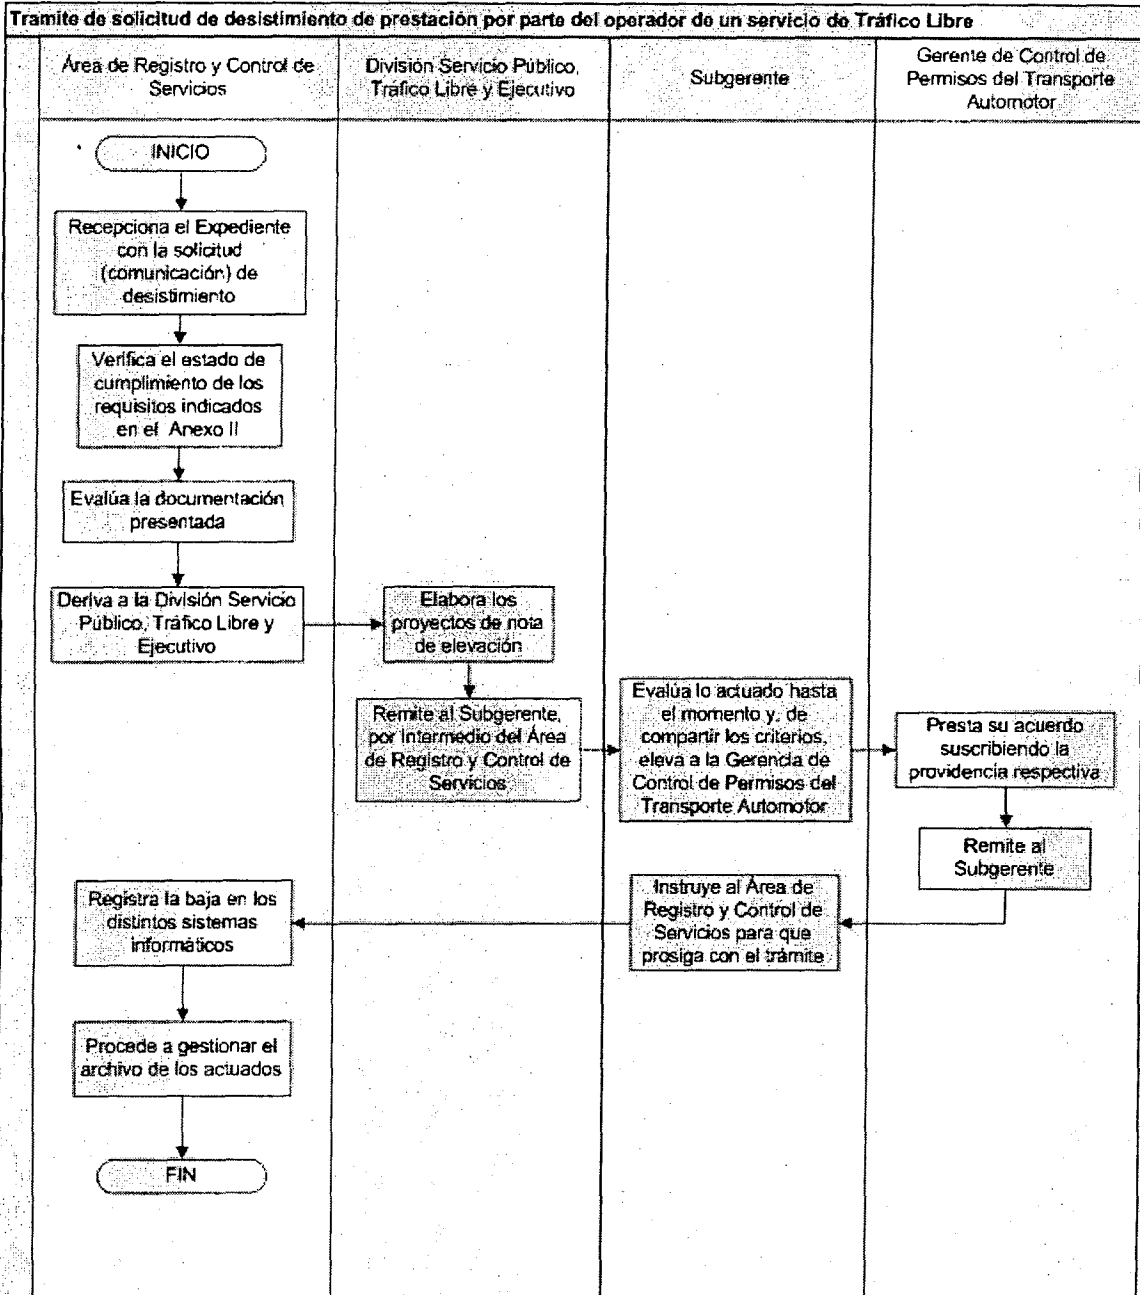 Tramite de solicitud de desistimiento de prestación por parte del operador de un servicio de Tráfico Libre
Área de Registro y Control de
Servicios
División Servicio Público,
Tráfico Libre y Ejecutivo
Subgerente
Gerente de Control de
Permisos del Transporte
Automotor
INICIO
Recepciona el Expediente
con la solicitud
(comunicación) de
desistimiento
Verifica el estado de
cumplimiento de los
requisitos indicados
en el Anexo II
Evalúa la documentación
presentada
Deriva a la División Servicio
Público, Tráfico Libre y
Ejecutivo
Elabora los
proyectos de nota
de elevación
Remite al Subgerente,
por Intermedio del Área
de Registro y Control de
Servicios
Evalúa lo actuado hasta
el momento y, de
compartir los criterios,
eleva a la Gerencia de
Control de Permisos del
Transporte Automotor
Presta su acuerdo
suscribiendo la
providencia respectiva
Remite al
Subgerente
Instruye al Área de
Registro y Control de
Servicios para que
prosiga con el trámite
Registra la baja en los
distintos sistemas
informáticos
Procede a gestionar el
archivo de los actuados
FIN